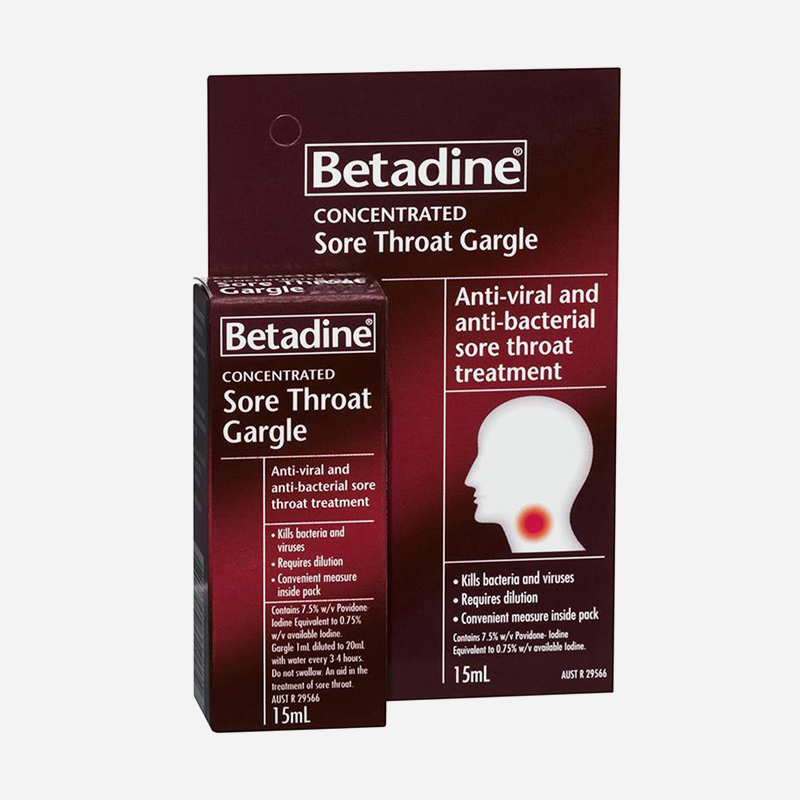 Betadine®
CONCENTRATED
Sore Throat Gargle
Anti-viral and
anti-bacterial
sore throat
treatment
• Kills bacteria and viruses
• Requires dilution
• Convenient measure inside pack
Contains 7.5% w/v Povidone- Iodine
Equivalent to 0.75% w/v available Iodine.
15mL
AUST R 29566
CONCENTRATED
Sore Throat
Gargle
Betadine®
CONCENTRATED
Sore Throat
Gargle
Anti-viral and
anti-bacterial sore
throat treatment
• Kills bacteria and
viruses
• Requires dilution
• Convenient measure
inside pack
Contains 7.5% w/v Povidone-
Iodine Equivalent to 0.75%
w/v available Iodine.
Gargle 1mL diluted to 20mL
with water every 3-4 hours.
Do not swallow. An aid in the
treatment of sore throat.
AUST R 29566
15mL